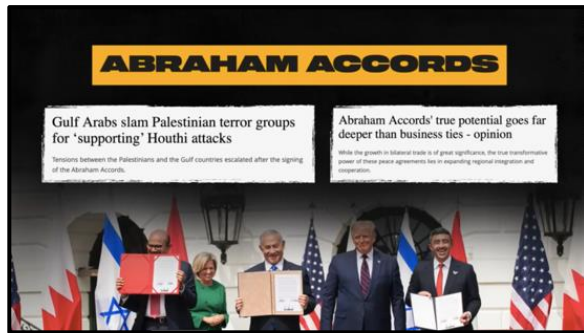 ABRAHAM ACCORDS
Gulf Arabs slam Palestinian terror groups
for ‘supporting’ Houthi attacks
Tensions between the Palestinians and the Gulf countries escalated after the signing
of the Abraham Accords.
Abraham Accords' true potential goes far
deeper than business ties - opinion
While the growth in bilateral trade is of great significance, the true transformative
power of these peace agreements lies in expanding regional integration and
cooperation.